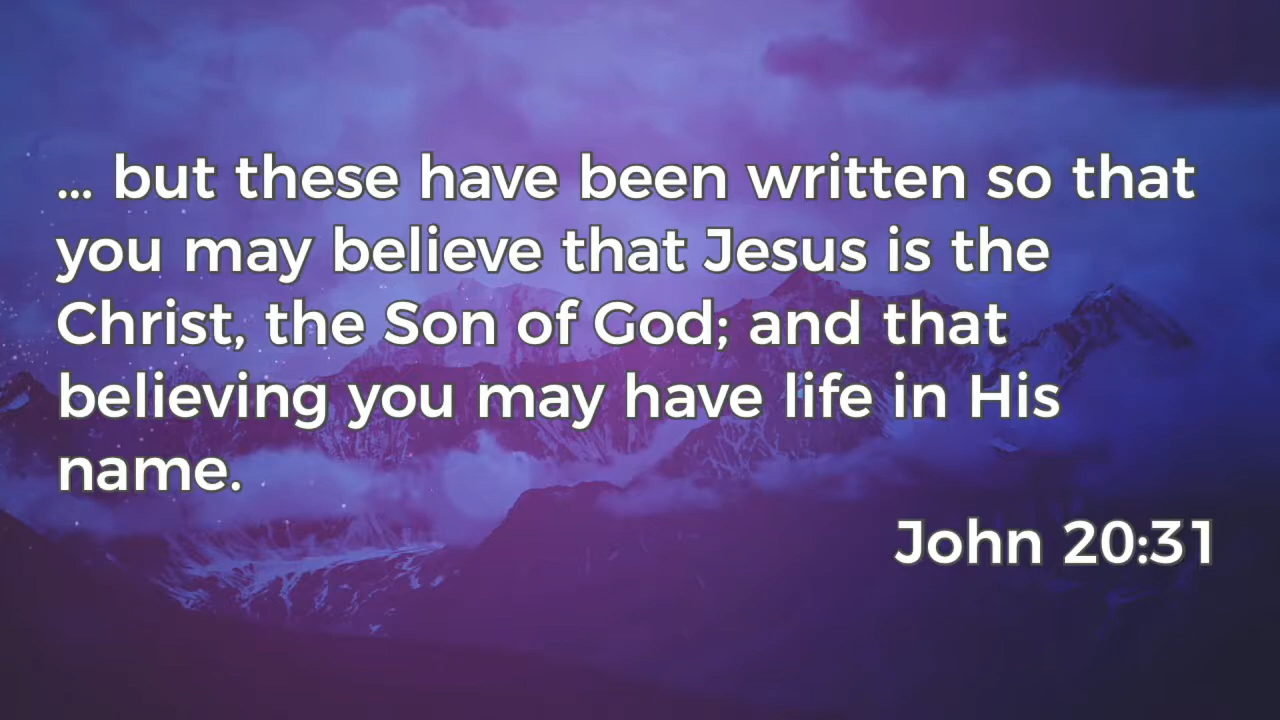 ... but these have been written so that
you may believe that Jesus is the
Christ, the Son of God; and that
believing you may have life in His
name.
John 20:31